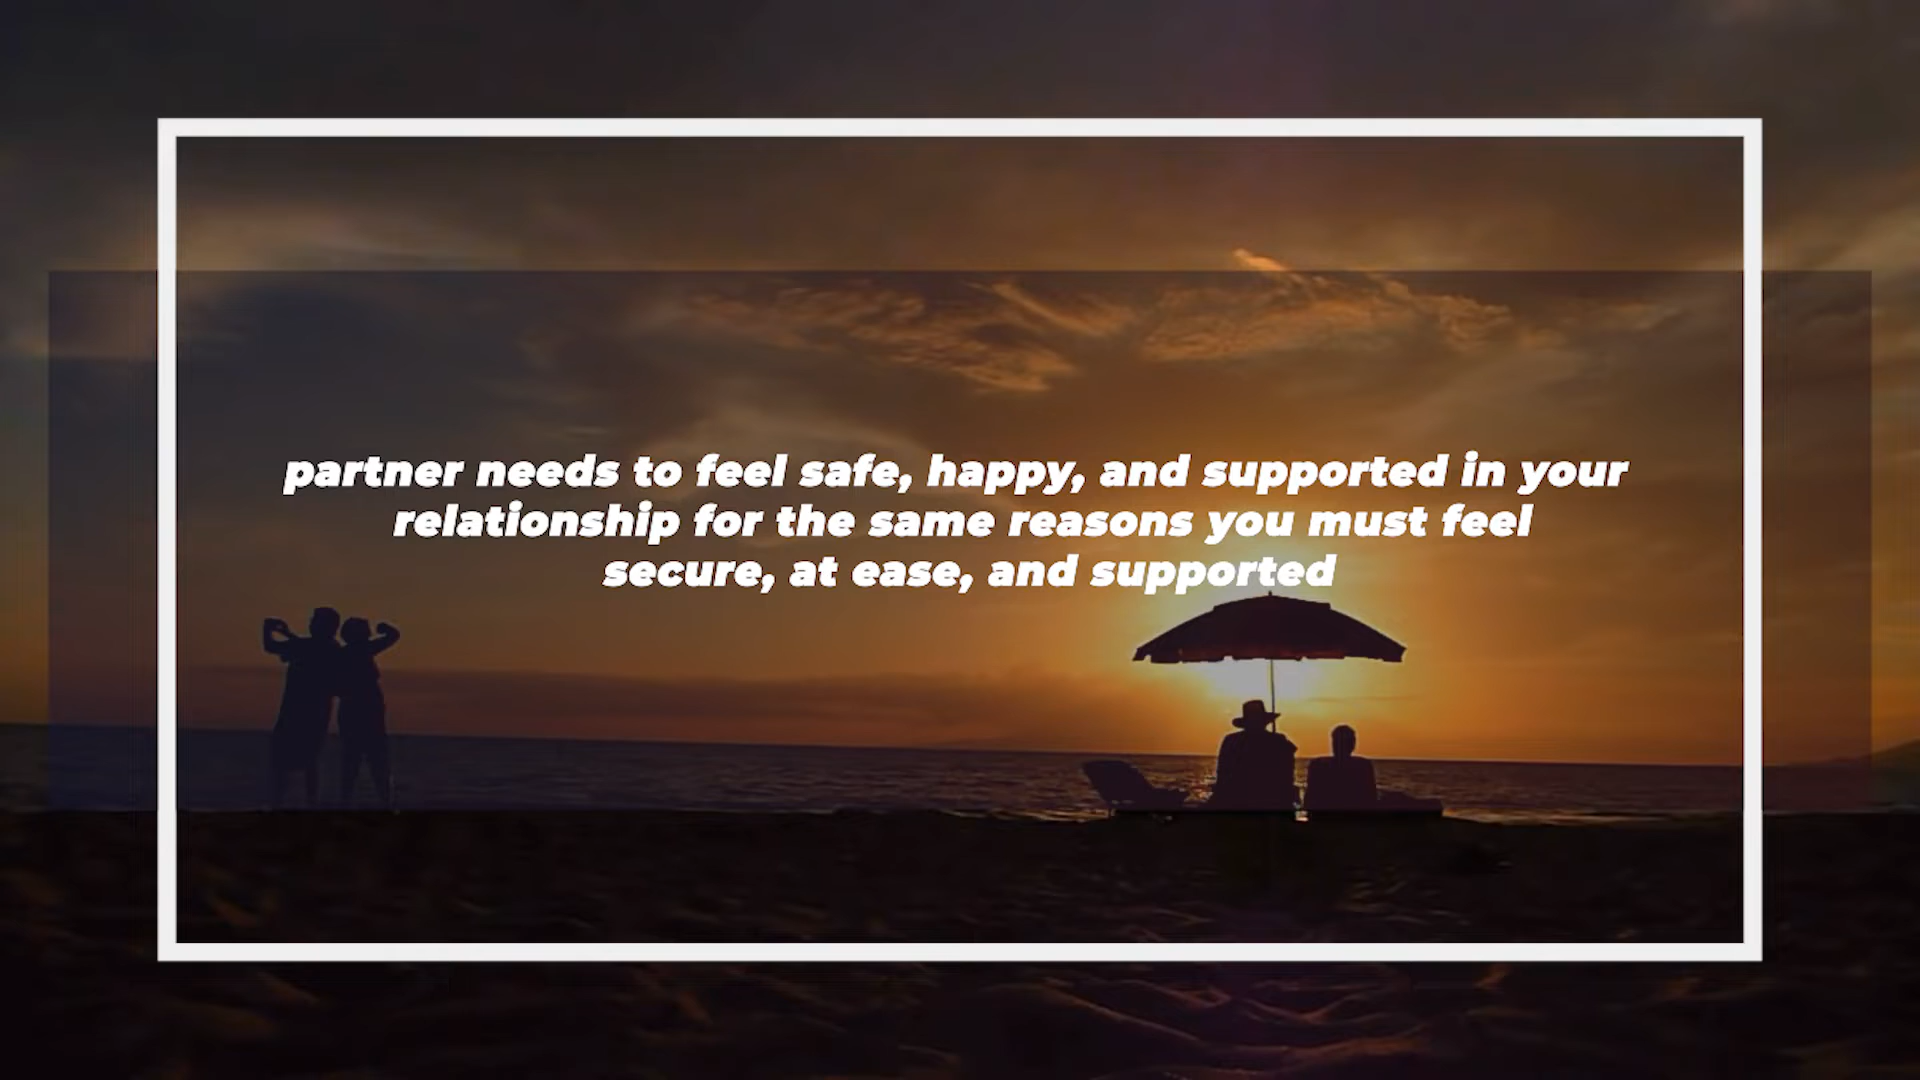 partner needs to feel safe, happy, and supported in your
relationship for the same reasons you must feel
secure, at ease, and supported